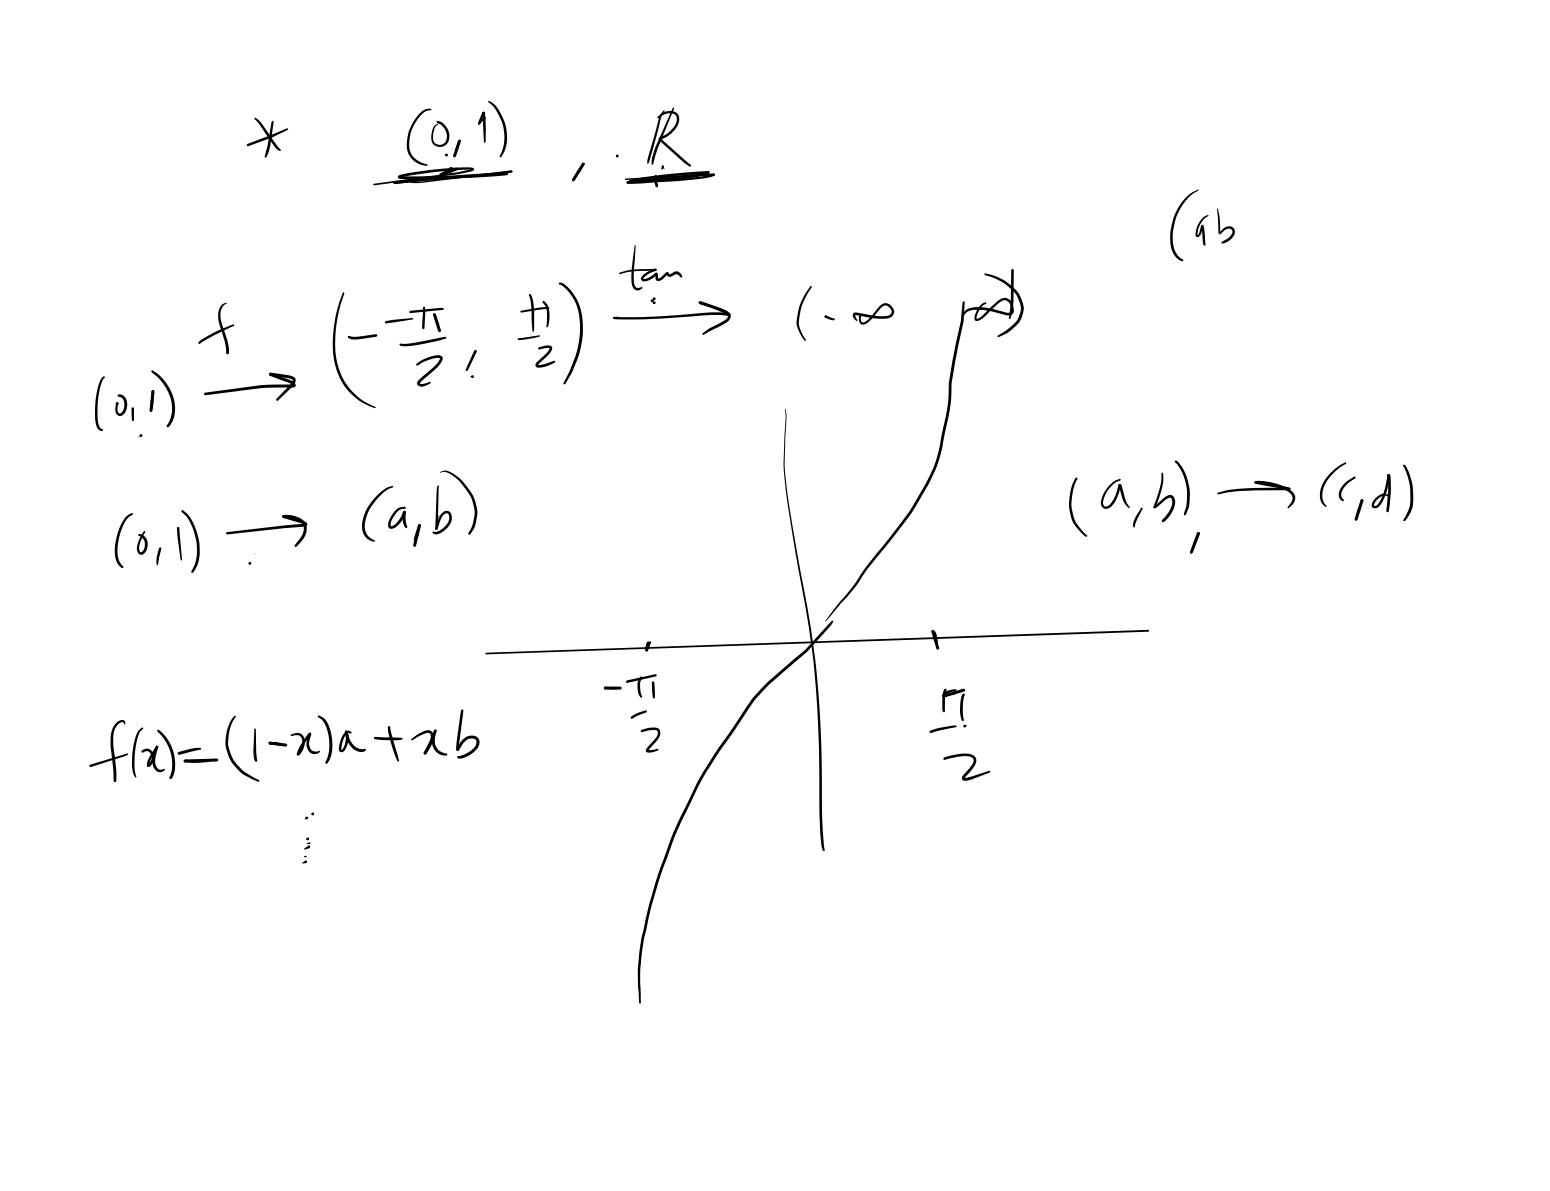 * (0,1) , ℝ
(ab
(0,1) f→ (--π/2, π/2) tan→ (-∞ ∞)
(0,1) → (a,b)
(a,b), → (c,d)
-π/2
π/2
f(x)=(1-x)a+xb